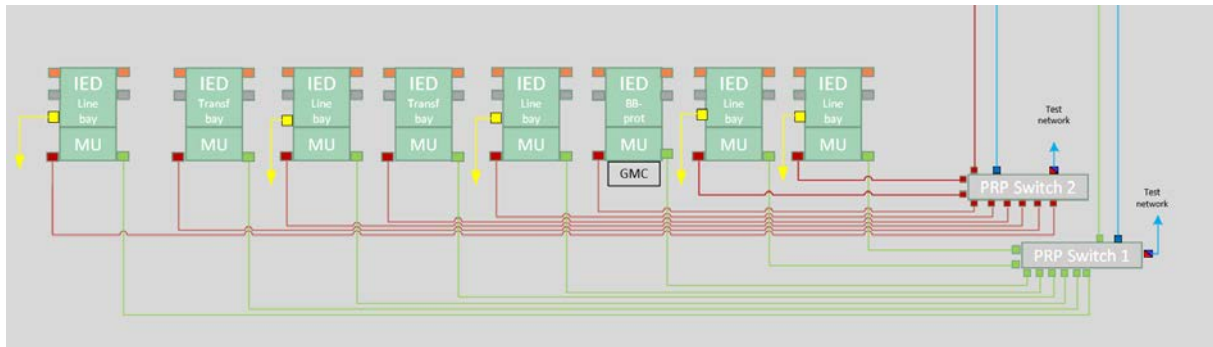 IED
Line
bay
MU
IED
Transf
bay
MU
IED
Line
bay
MU
IED
Transf
bay
MU
IED
Line
bay
MU
IED
BB-
prot
MU
GMC
IED
Line
bay
MU
IED
Line
bay
MU
Test
network
PRP Switch 2
Test
network
PRP Switch 1